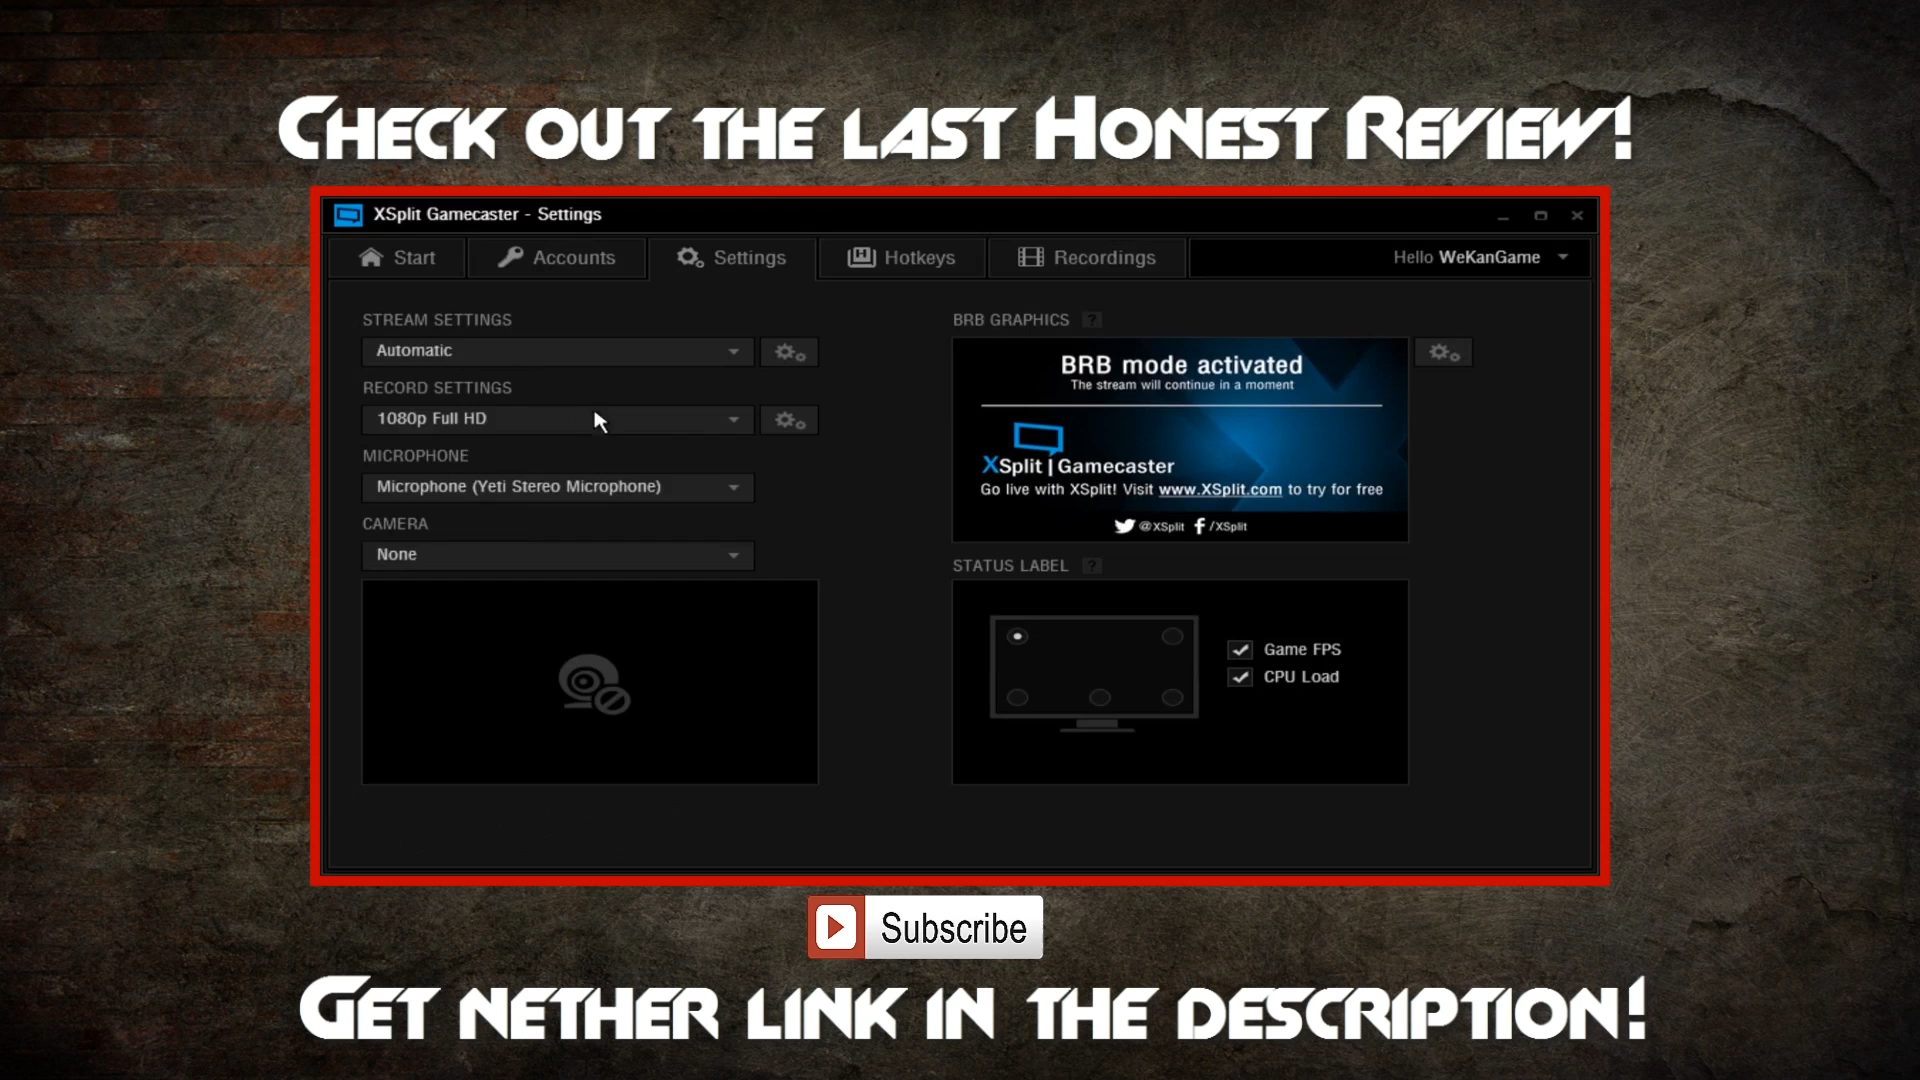 CHECK OUT THE LAST HONEST REVIEW!
XSplit Gamecaster - Settings
Start
Accounts
Settings
Hotkeys
Recordings
Hello WeKanGame
STREAM SETTINGS
Automatic
RECORD SETTINGS
1080p Full HD
MICROPHONE
Microphone (Yeti Stereo Microphone)
CAMERA
None
BRB GRAPHICS ?
BRB mode activated
The stream will continue in a moment
XSplit | Gamecaster
Go live with XSplit! Visit www.XSplit.com to try for free
@XSplit /XSplit
STATUS LABEL ?
Game FPS
CPU Load
Subscribe
GET NETHER LINK IN THE DESCRIPTION!